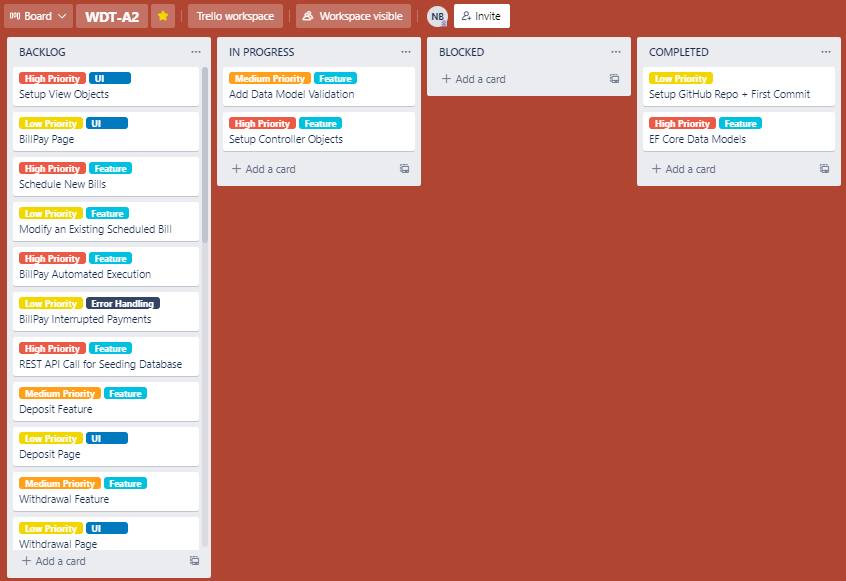 Board WDT-A2 Trello workspace Workspace visible NB Invite
BACKLOG
High Priority UI
Setup View Objects
Low Priority UI
BillPay Page
High Priority Feature
Schedule New Bills
Low Priority Feature
Modify an Existing Scheduled Bill
High Priority Feature
BillPay Automated Execution
Low Priority Error Handling
BillPay Interrupted Payments
High Priority Feature
REST API Call for Seeding Database
Medium Priority Feature
Deposit Feature
Low Priority UI
Deposit Page
Medium Priority Feature
Withdrawal Feature
Low Priority UI
Withdrawal Page
+ Add a card
IN PROGRESS
Medium Priority Feature
Add Data Model Validation
High Priority Feature
Setup Controller Objects
+ Add a card
BLOCKED
+ Add a card
COMPLETED
Low Priority
Setup GitHub Repo + First Commit
High Priority Feature
EF Core Data Models
+ Add a card